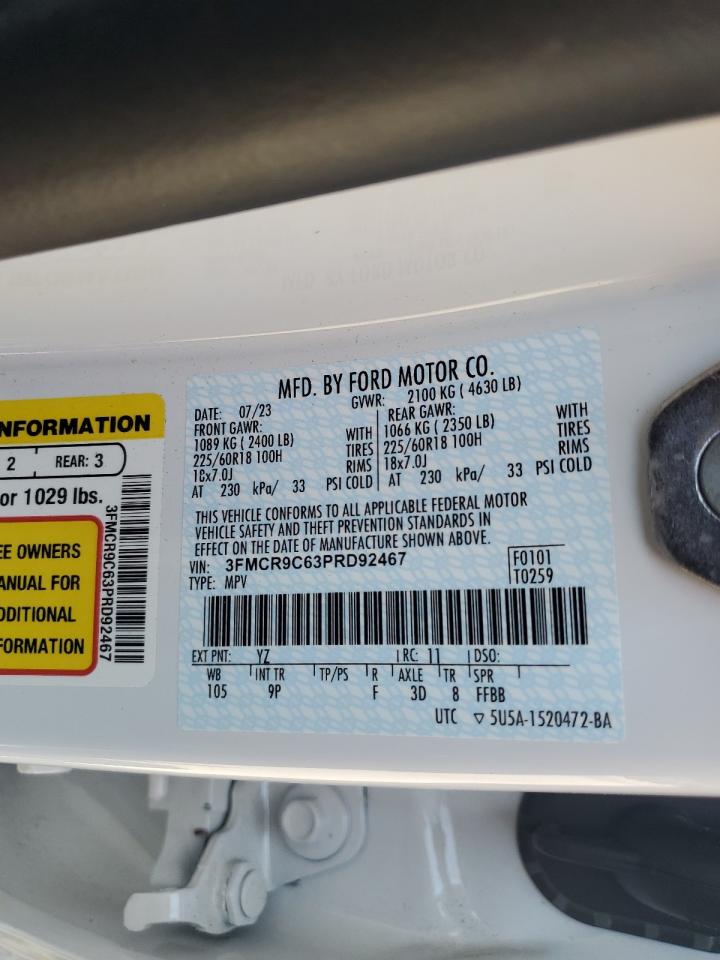 MFD. BY FORD MOTOR CO.
DATE: 07/23 GVWR: 2100 KG ( 4630 LB)
FRONT GAWR: REAR GAWR:
1089 KG ( 2400 LB) WITH 1066 KG ( 2350 LB) WITH
225/60R18 100H TIRES 225/60R18 100H TIRES
18x7.0J RIMS 18x7.0J RIMS
AT 230 kPa/ 33 PSI COLD AT 230 kPa/ 33 PSI COLD
THIS VEHICLE CONFORMS TO ALL APPLICABLE FEDERAL MOTOR
VEHICLE SAFETY AND THEFT PREVENTION STANDARDS IN
EFFECT ON THE DATE OF MANUFACTURE SHOWN ABOVE.
VIN: 3FMCR9C63PRD92467 F0101
TYPE: MPV T0259
EXT PNT: YZ RC: 11 DSO:
WB INT TR TP/PS R AXLE TR SPR
105 9P F 3D 8 FFBB
UTC ▽ 5U5A-1520472-BA
NFORMATION
2 REAR: 3
or 1029 lbs.
EE OWNERS
ANUAL FOR
DDITIONAL
FORMATION
3FMCR9C63PRD92467